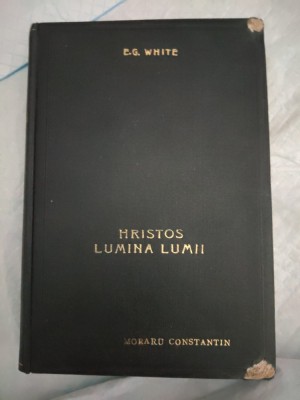 E.G. WHITE
HRISTOS
LUMINA LUMII
MORARU CONSTANTIN